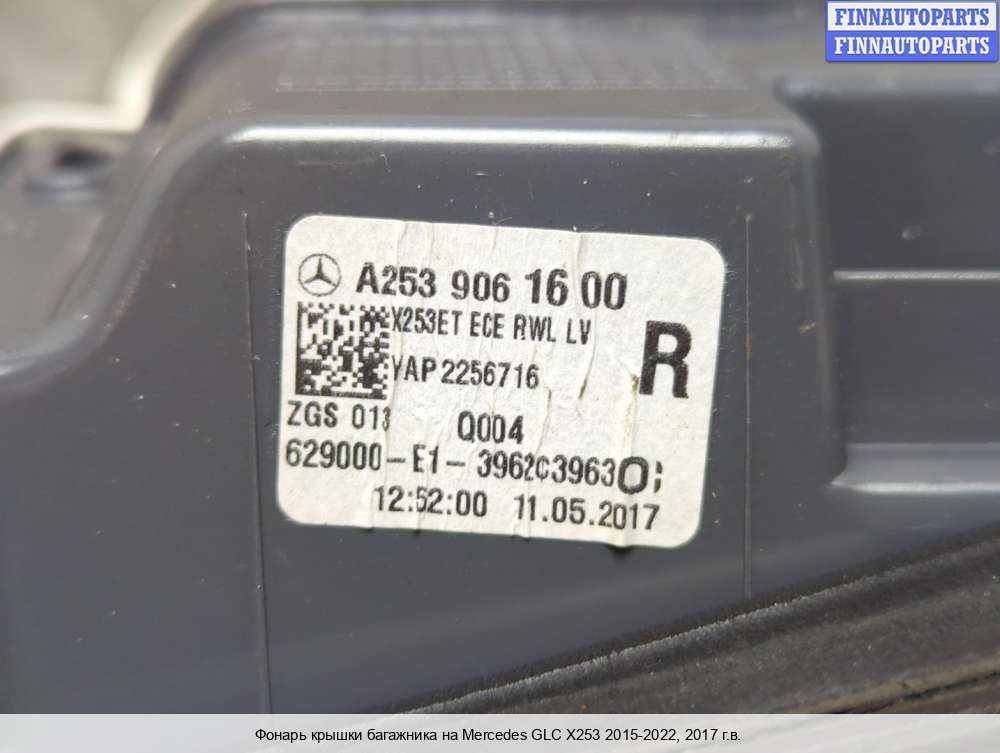 FINNAUTOPARTS
FINNAUTOPARTS
A253 906 16 00
X253ET ECE RWL LV
YAP 2256716
R
ZGS 013 Q004
629000-E1-3962C3963O;
12:52:00 11.05.2017
Фонарь крышки багажника на Mercedes GLC X253 2015-2022, 2017 г.в.